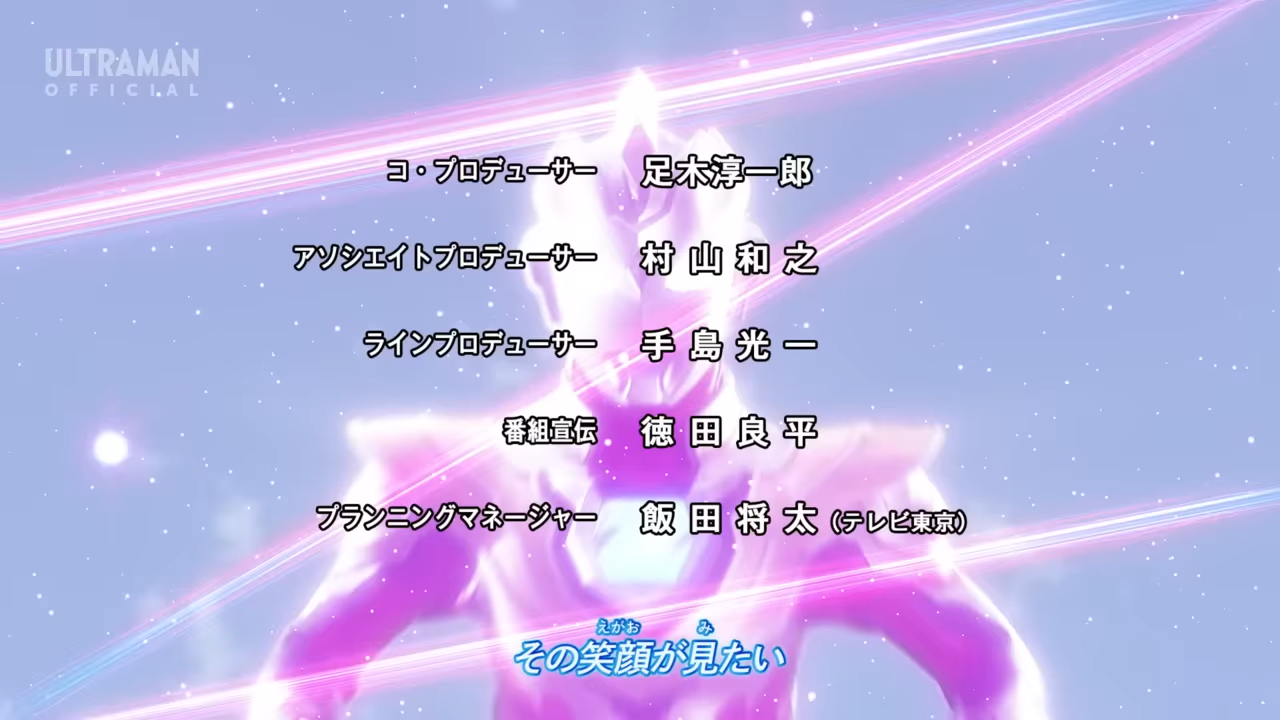 ULTRAMAN
OFFICIAL
コ・プロデューサー 足木淳一郎
アソシエイトプロデューサー 村山和之
ラインプロデューサー 手島光一
番組宣伝 徳田良平
プランニングマネージャー 飯田将太(テレビ東京)
えがお み
その笑顔が見たい